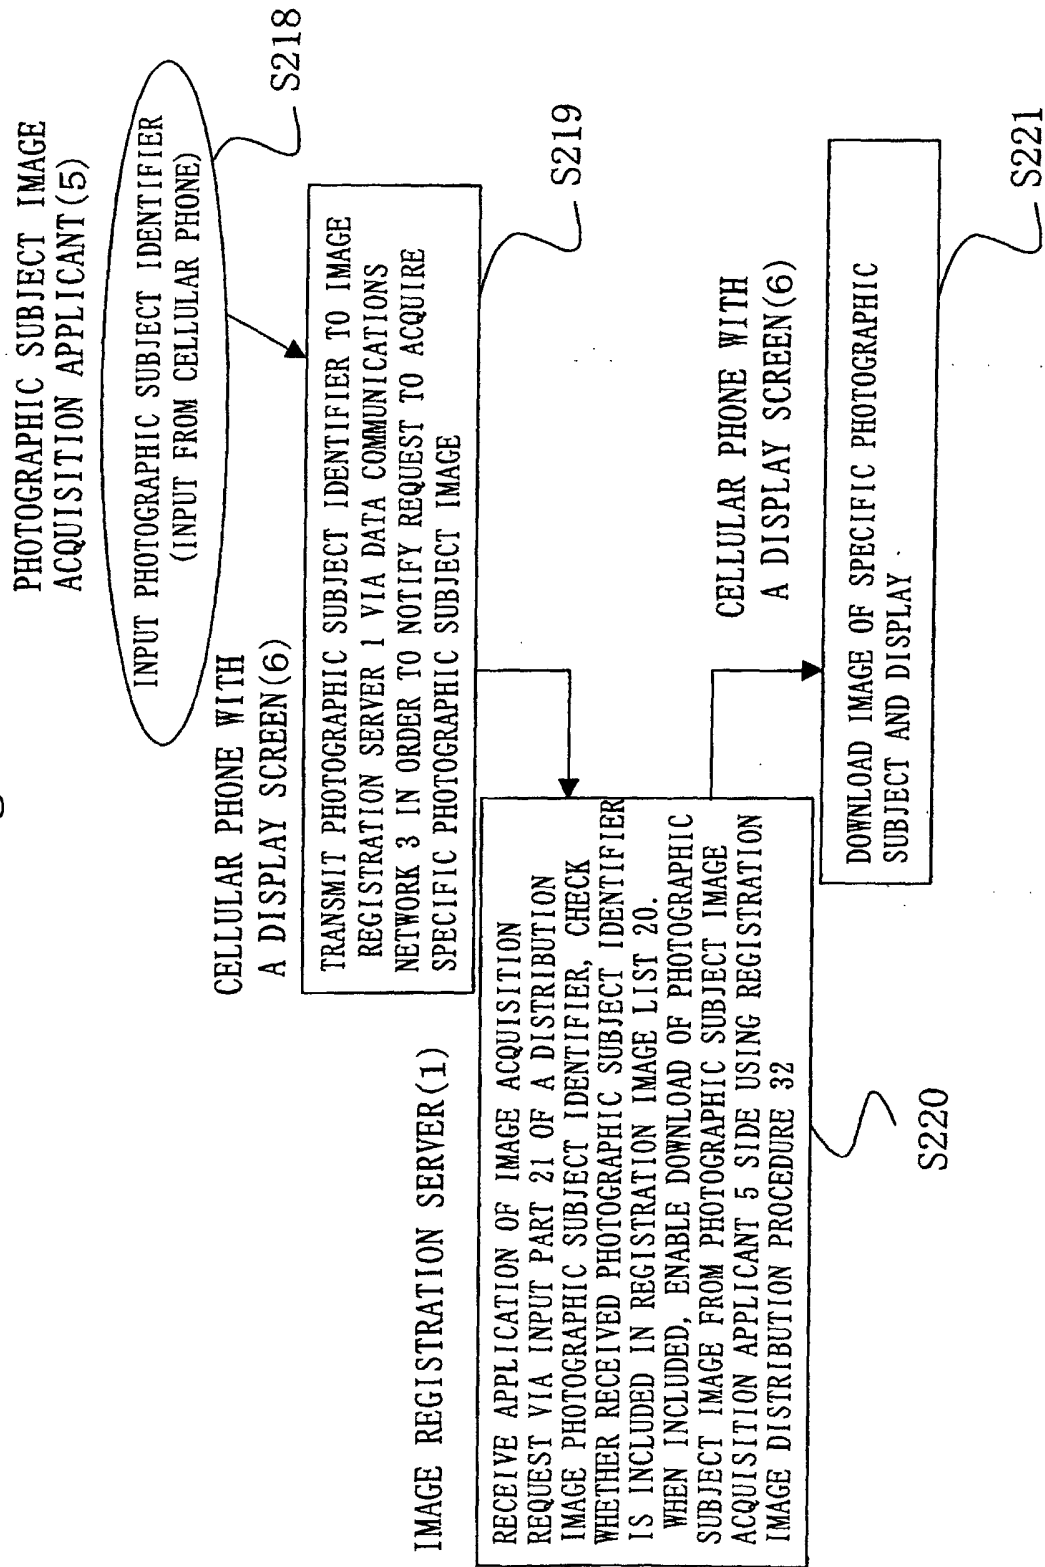 PHOTOGRAPHIC SUBJECT IMAGE
ACQUISITION APPLICANT(5)
INPUT PHOTOGRAPHIC SUBJECT IDENTIFIER
(INPUT FROM CELLULAR PHONE)
S218
CELLULAR PHONE WITH
A DISPLAY SCREEN(6)
TRANSMIT PHOTOGRAPHIC SUBJECT IDENTIFIER TO IMAGE
REGISTRATION SERVER 1 VIA DATA COMMUNICATIONS
NETWORK 3 IN ORDER TO NOTIFY REQUEST TO ACQUIRE
SPECIFIC PHOTOGRAPHIC SUBJECT IMAGE
S219
IMAGE REGISTRATION SERVER(1)
RECEIVE APPLICATION OF IMAGE ACQUISITION
REQUEST VIA INPUT PART 21 OF A DISTRIBUTION
IMAGE PHOTOGRAPHIC SUBJECT IDENTIFIER, CHECK
WHETHER RECEIVED PHOTOGRAPHIC SUBJECT IDENTIFIER
IS INCLUDED IN REGISTRATION IMAGE LIST 20.
WHEN INCLUDED, ENABLE DOWNLOAD OF PHOTOGRAPHIC
SUBJECT IMAGE FROM PHOTOGRAPHIC SUBJECT IMAGE
ACQUISITION APPLICANT 5 SIDE USING REGISTRATION
IMAGE DISTRIBUTION PROCEDURE 32
S220
CELLULAR PHONE WITH
A DISPLAY SCREEN(6)
DOWNLOAD IMAGE OF SPECIFIC PHOTOGRAPHIC
SUBJECT AND DISPLAY
S221